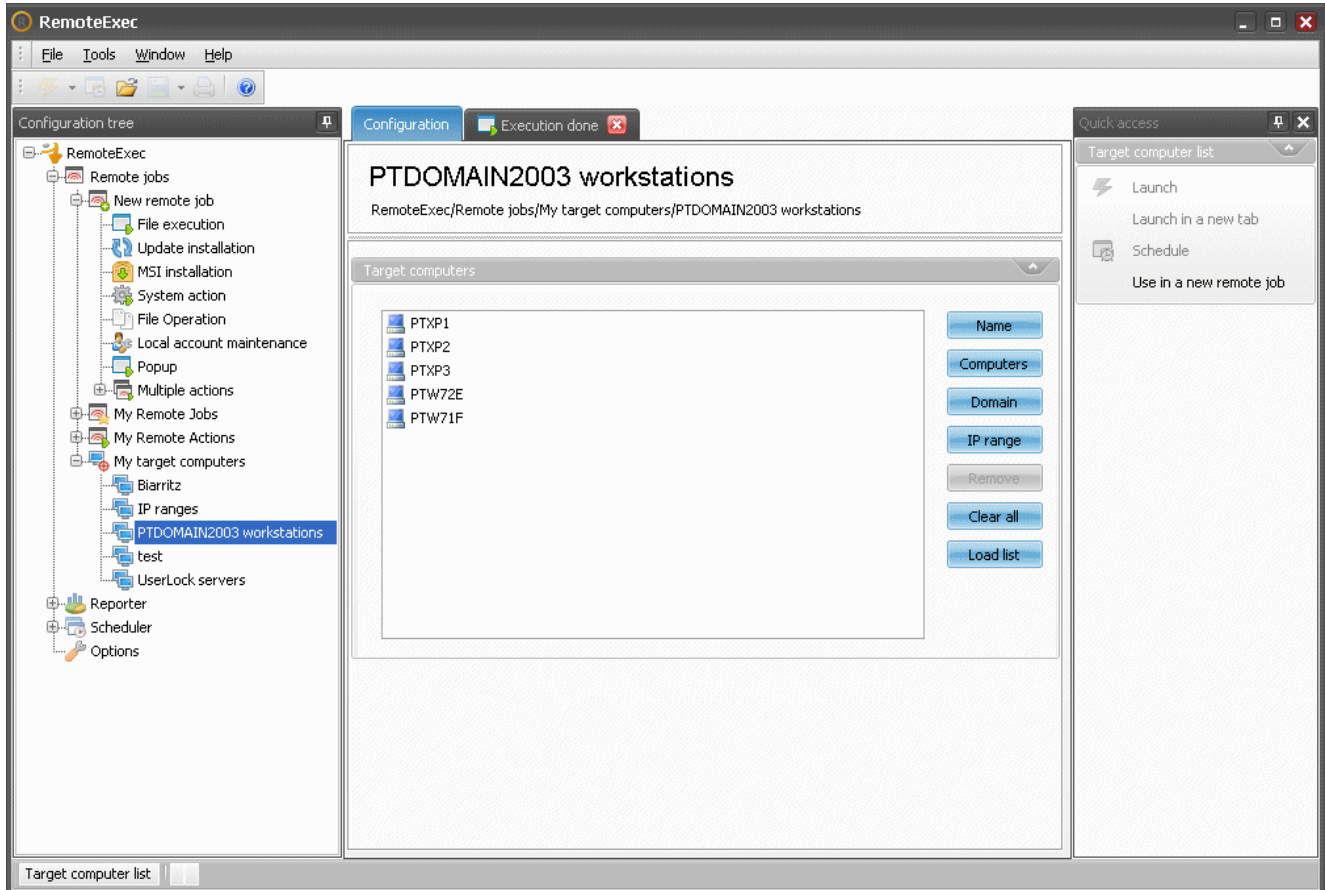 RemoteExec
File Tools Window Help
Configuration tree
RemoteExec
Remote jobs
New remote job
File execution
Update installation
MSI installation
System action
File Operation
Local account maintenance
Popup
Multiple actions
My Remote Jobs
My Remote Actions
My target computers
Biarritz
IP ranges
PTDOMAIN2003 workstations
test
UserLock servers
Reporter
Scheduler
Options
Configuration
Execution done
PTDOMAIN2003 workstations
RemoteExec/Remote jobs/My target computers/PTDOMAIN2003 workstations
Target computers
PTXP1
PTXP2
PTXP3
PTW72E
PTW71F
Name
Computers
Domain
IP range
Remove
Clear all
Load list
Quick access
Target computer list
Launch
Launch in a new tab
Schedule
Use in a new remote job
Target computer list